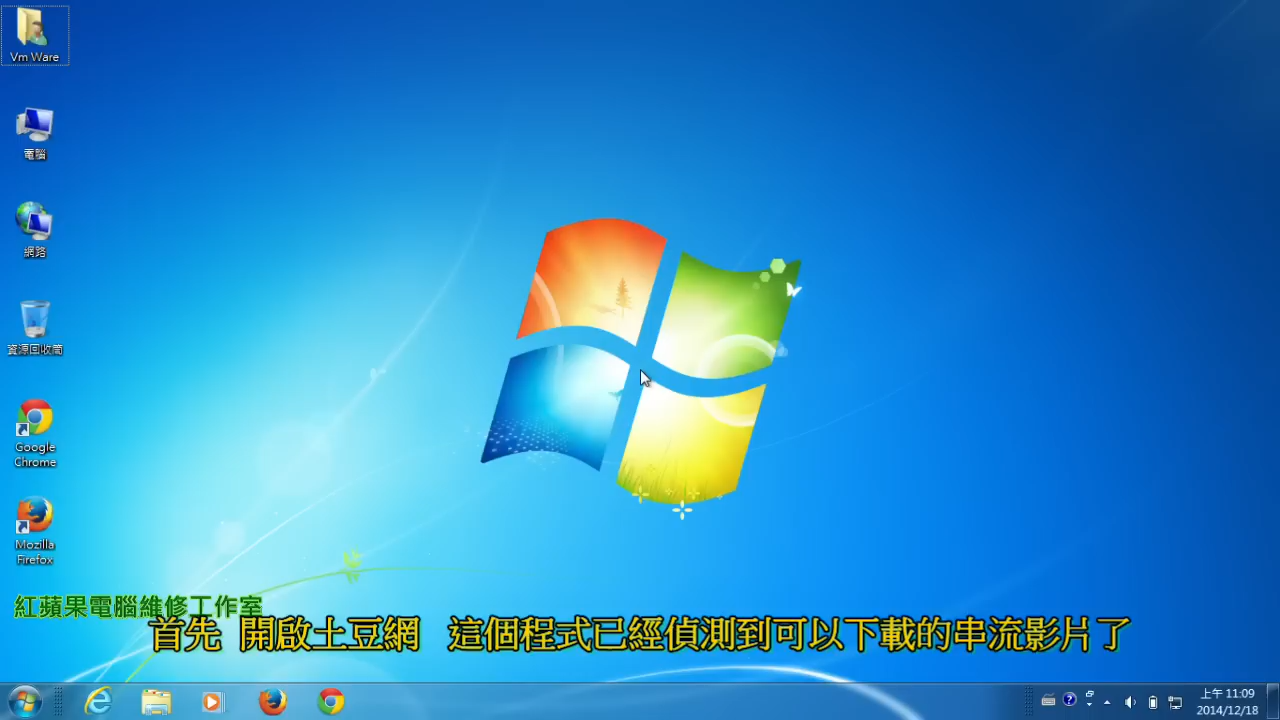 Vm Ware
電腦
網路
資源回收筒
Google
Chrome
Mozilla
Firefox
紅蘋果電腦維修工作室
首先 開啟土豆網 這個程式已經偵測到可以下載的串流影片了
上午 11:09
2014/12/18